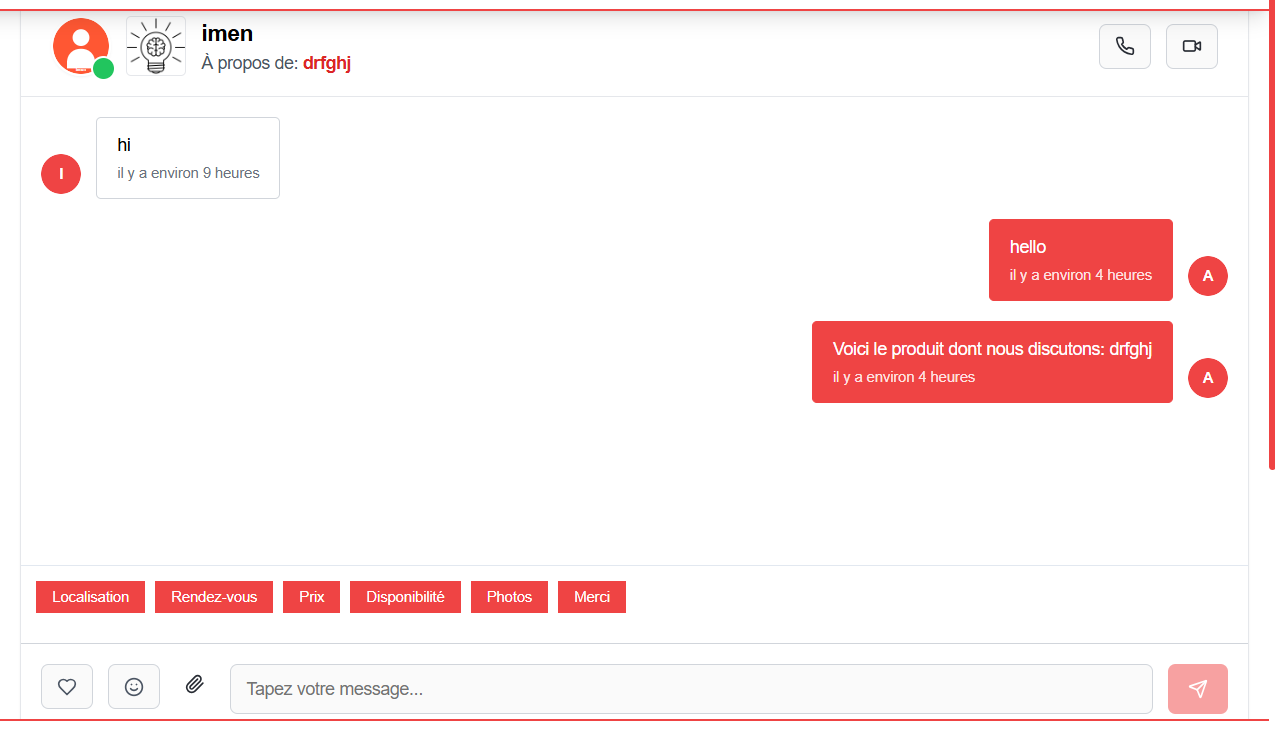 imen
À propos de: drfghj
hi
il y a environ 9 heures
I
hello
il y a environ 4 heures
A
Voici le produit dont nous discutons: drfghj
il y a environ 4 heures
A
Localisation Rendez-vous Prix Disponibilité Photos Merci
Tapez votre message...